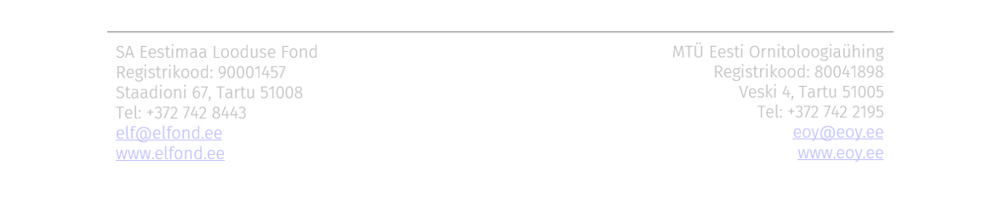 SA Eestimaa Looduse Fond
Registrikood: 90001457
Staadioni 67, Tartu 51008
Tel: +372 742 8443
elf@elfond.ee
www.elfond.ee
MTÜ Eesti Ornitoloogiaühing
Registrikood: 80041898
Veski 4, Tartu 51005
Tel: +372 742 2195
eoy@eoy.ee
www.eoy.ee